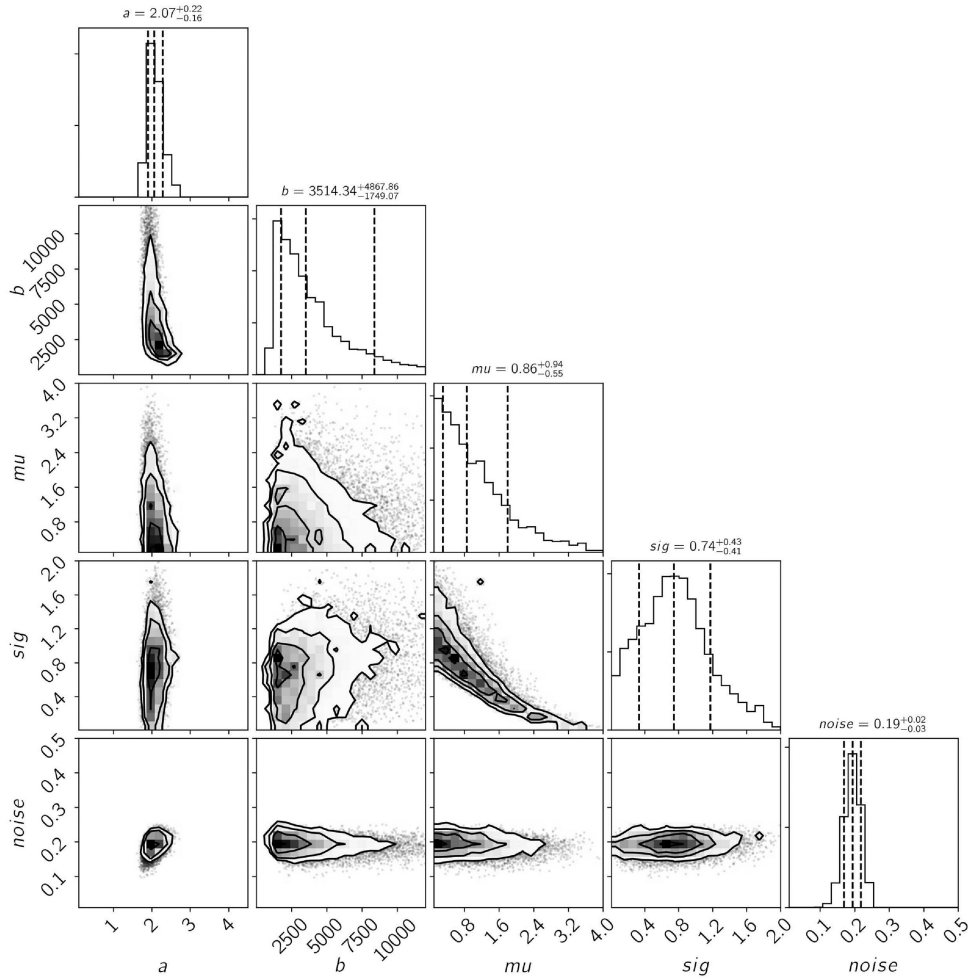 a = 2.07+0.22−0.16
b = 3514.34+4867.86−1749.07
10000
7500
5000
2500
b
mu = 0.86+0.94−0.55
4.0
3.2
2.4
1.6
0.8
mu
sig = 0.74+0.43−0.41
2.0
1.6
1.2
0.8
0.4
sig
noise = 0.19+0.02−0.03
0.5
0.4
0.3
0.2
0.1
noise
1 2 3 4 2500 5000 7500 10000 0.8 1.6 2.4 3.2 4.0 0.4 0.8 1.2 1.6 2.0 0.1 0.2 0.3 0.4 0.5
a b mu sig noise